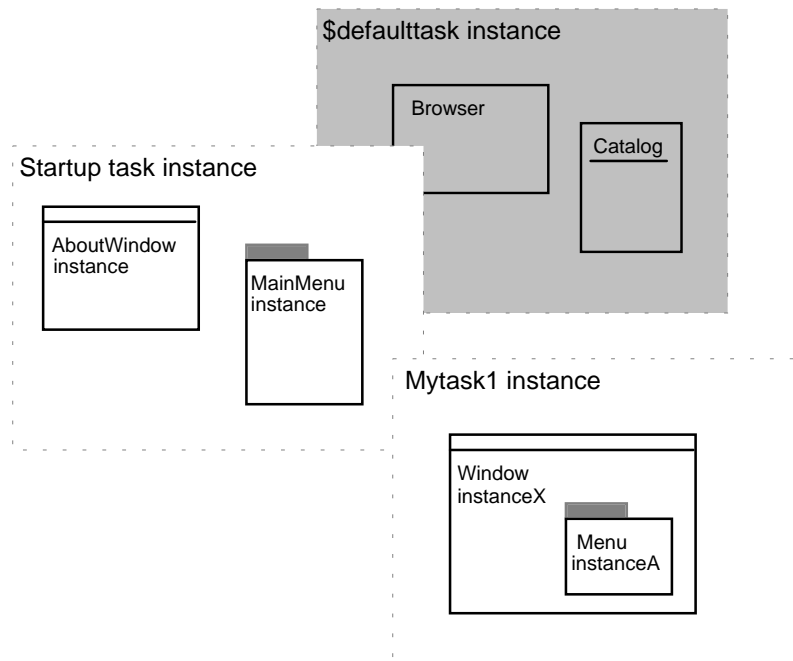 $defaulttask instance
Browser
Catalog
Startup task instance
AboutWindow
instance
MainMenu
instance
Mytask1 instance
Window
instanceX
Menu
instanceA